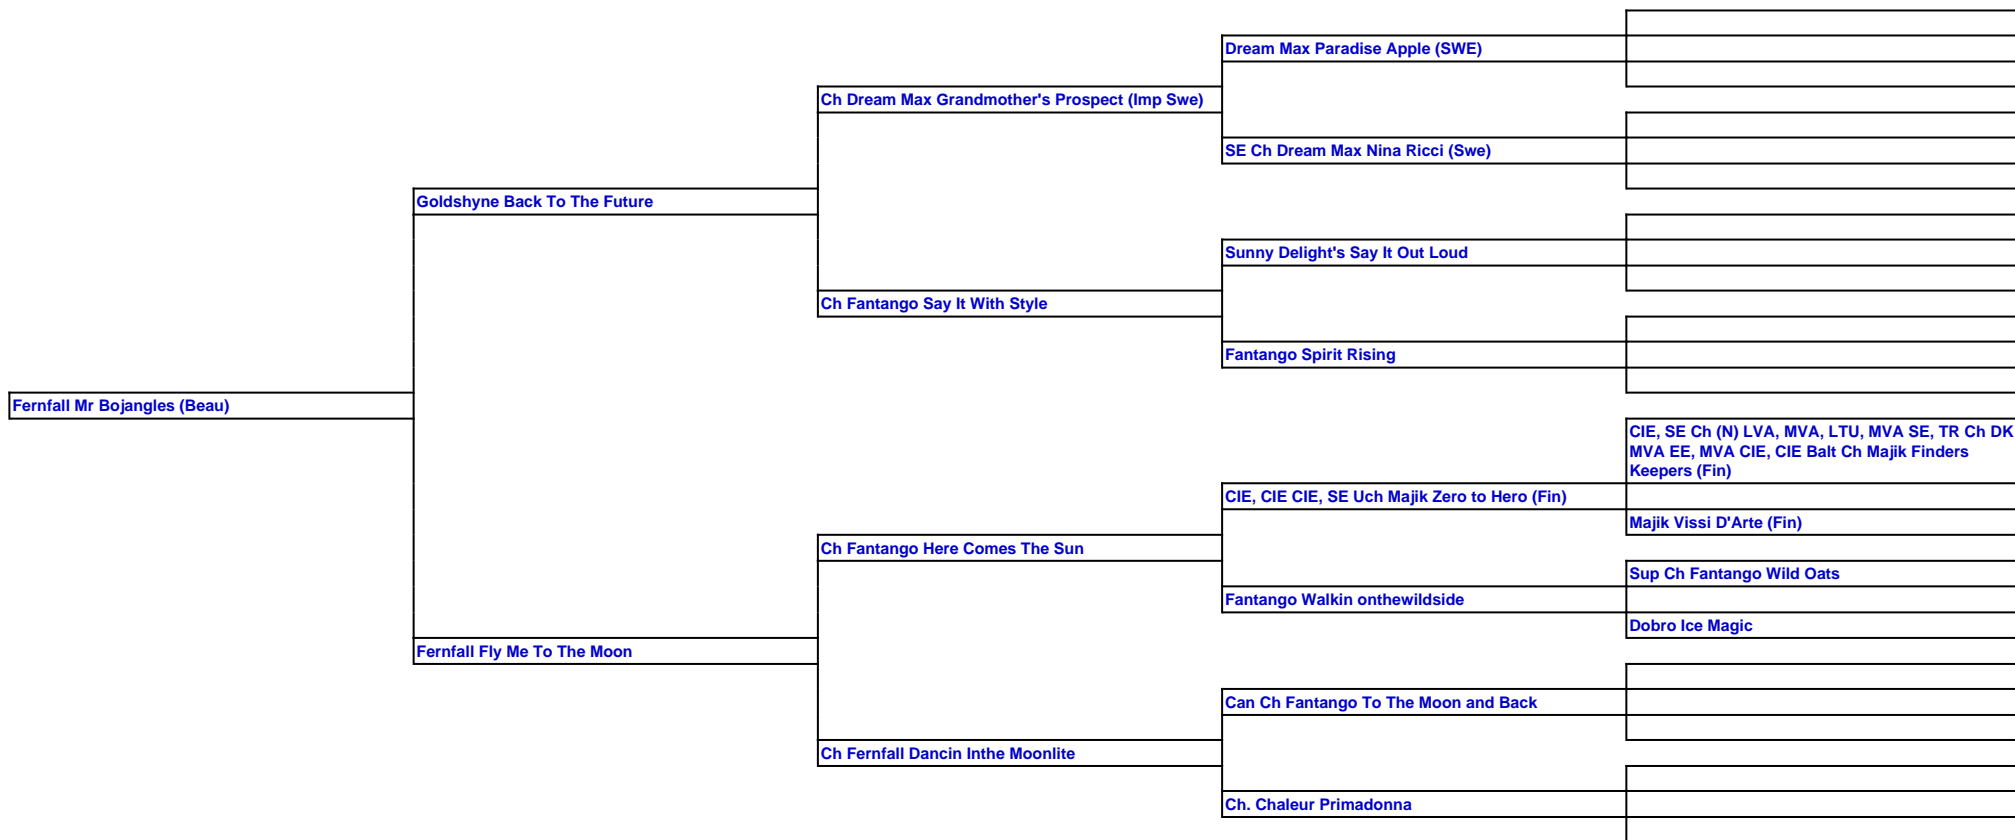 Dream Max Paradise Apple (SWE)
Ch Dream Max Grandmother's Prospect (Imp Swe)
SE Ch Dream Max Nina Ricci (Swe)
Goldshyne Back To The Future
Sunny Delight's Say It Out Loud
Ch Fantango Say It With Style
Fantango Spirit Rising
Fernfall Mr Bojangles (Beau)
CIE, SE Ch (N) LVA, MVA, LTU, MVA SE, TR Ch DK
MVA EE, MVA CIE, CIE Balt Ch Majik Finders
Keepers (Fin)
CIE, CIE CIE, SE Uch Majik Zero to Hero (Fin)
Majik Vissi D'Arte (Fin)
Ch Fantango Here Comes The Sun
Sup Ch Fantango Wild Oats
Fantango Walkin onthewildside
Dobro Ice Magic
Fernfall Fly Me To The Moon
Can Ch Fantango To The Moon and Back
Ch Fernfall Dancin Inthe Moonlite
Ch. Chaleur Primadonna